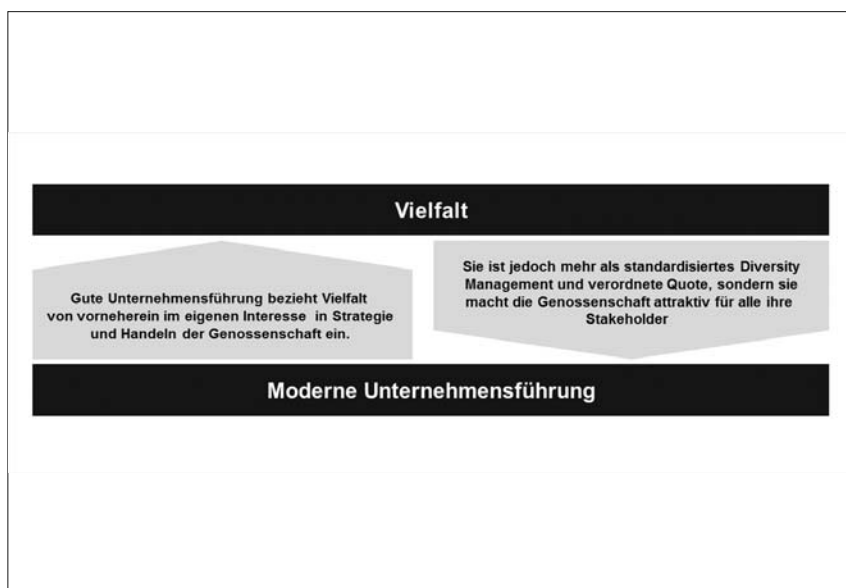 Vielfalt
Gute Unternehmensführung bezieht Vielfalt
von vorneherein im eigenen Interesse in Strategie
und Handeln der Genossenschaft ein.
Sie ist jedoch mehr als standardisiertes Diversity
Management und verordnete Quote, sondern sie
macht die Genossenschaft attraktiv für alle ihre
Stakeholder
Moderne Unternehmensführung